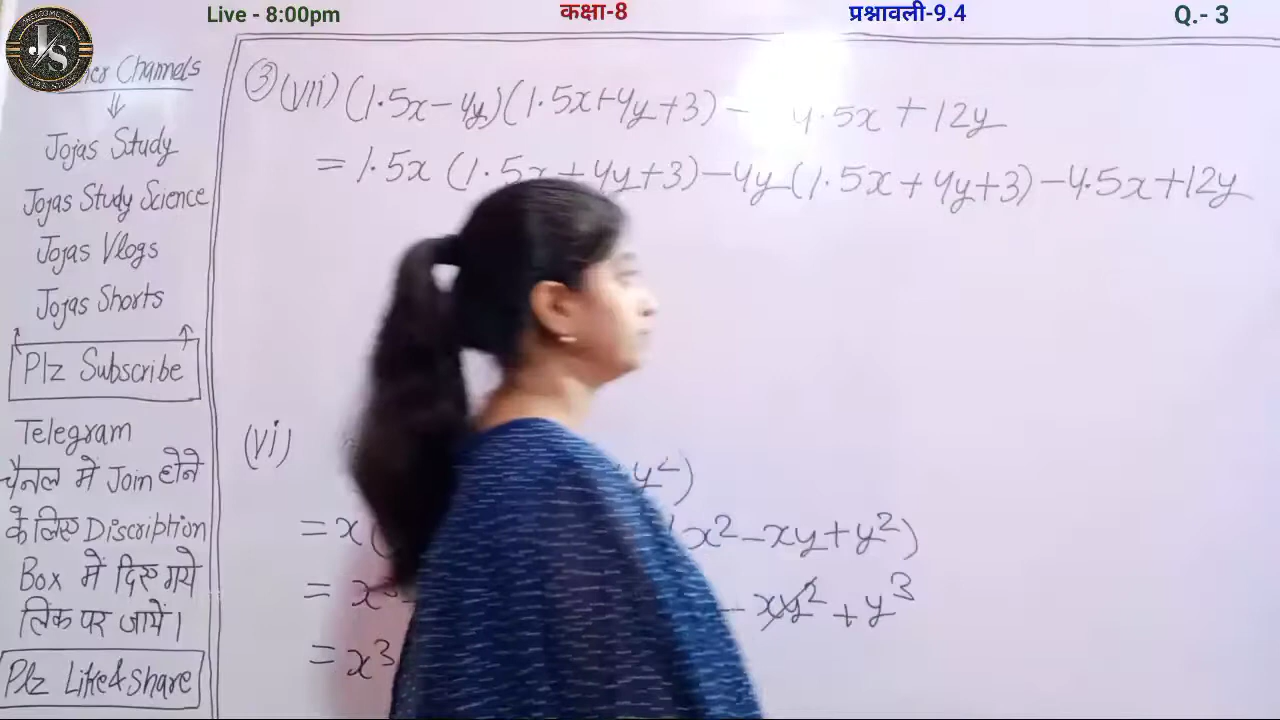 Live - 8:00pm
कक्षा-8
प्रश्नावली-9.4
Q.- 3
JS
Channels
Jojas Study
Jojas Study Science
Jojas Vlogs
Jojas Shorts
Plz Subscribe
Telegram
चैनल में Join होने
के लिए Discription
Box में दिए गये
लिंक पर जायें।
Plz Like&share
③(vii) (1.5x-4y)(1.5x+4y+3) - 4.5x + 12y
= 1.5x (1.5x+4y+3)-4y(1.5x+4y+3)-4.5x+12y
(vi)
y²)
= x( x²-xy+y²)
= x³ - xy² + y³
= x³